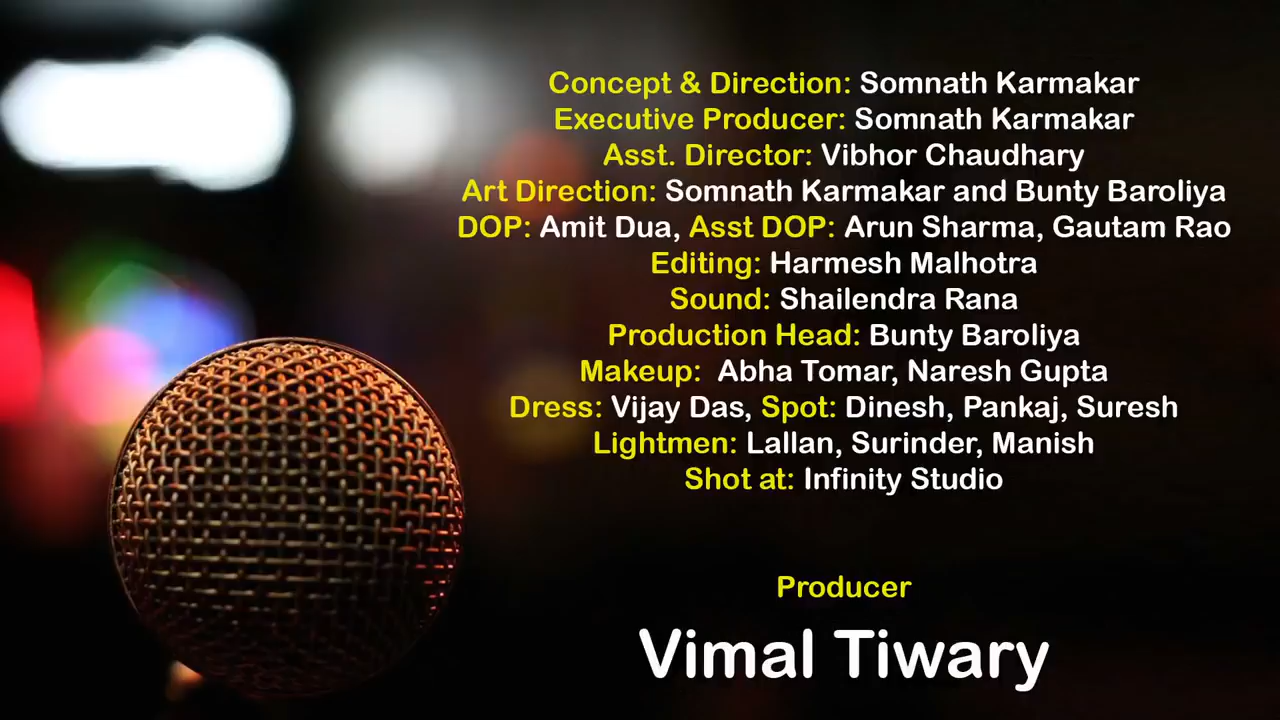 Concept & Direction: Somnath Karmakar
Executive Producer: Somnath Karmakar
Asst. Director: Vibhor Chaudhary
Art Direction: Somnath Karmakar and Bunty Baroliya
DOP: Amit Dua, Asst DOP: Arun Sharma, Gautam Rao
Editing: Harmesh Malhotra
Sound: Shailendra Rana
Production Head: Bunty Baroliya
Makeup:  Abha Tomar, Naresh Gupta
Dress: Vijay Das, Spot: Dinesh, Pankaj, Suresh
Lightmen: Lallan, Surinder, Manish
Shot at: Infinity Studio
Producer
Vimal Tiwary